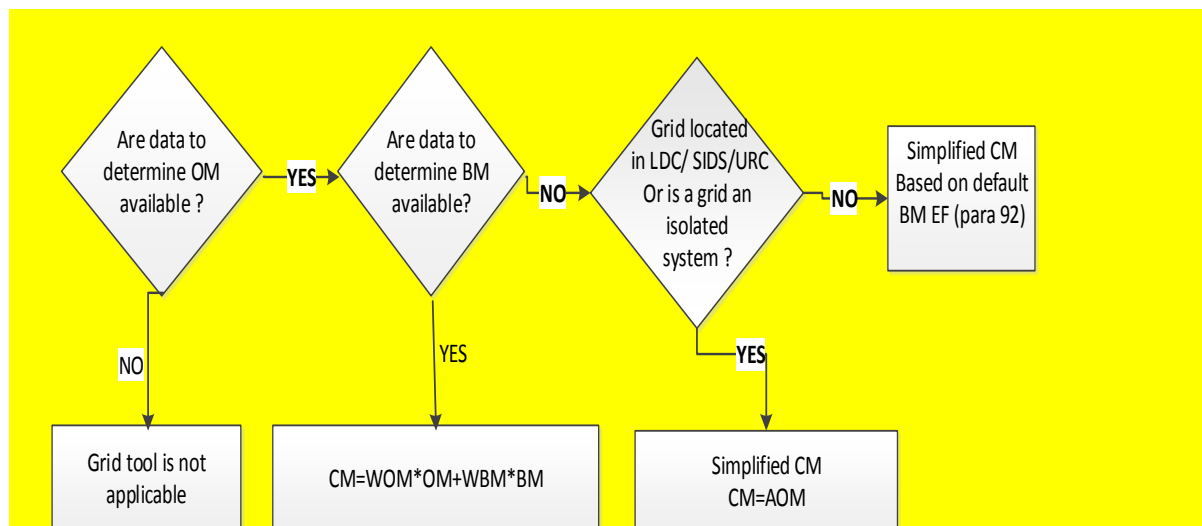 Are data to
determine OM
available ?
YES
Are data to
determine BM
available?
NO
Grid located
in LDC/ SIDS/URC
Or is a grid an
isolated
system ?
NO
Simplified CM
Based on default
BM EF (para 92)
NO
YES
YES
Grid tool is not
applicable
CM=WOM*OM+WBM*BM
Simplified CM
CM=AOM